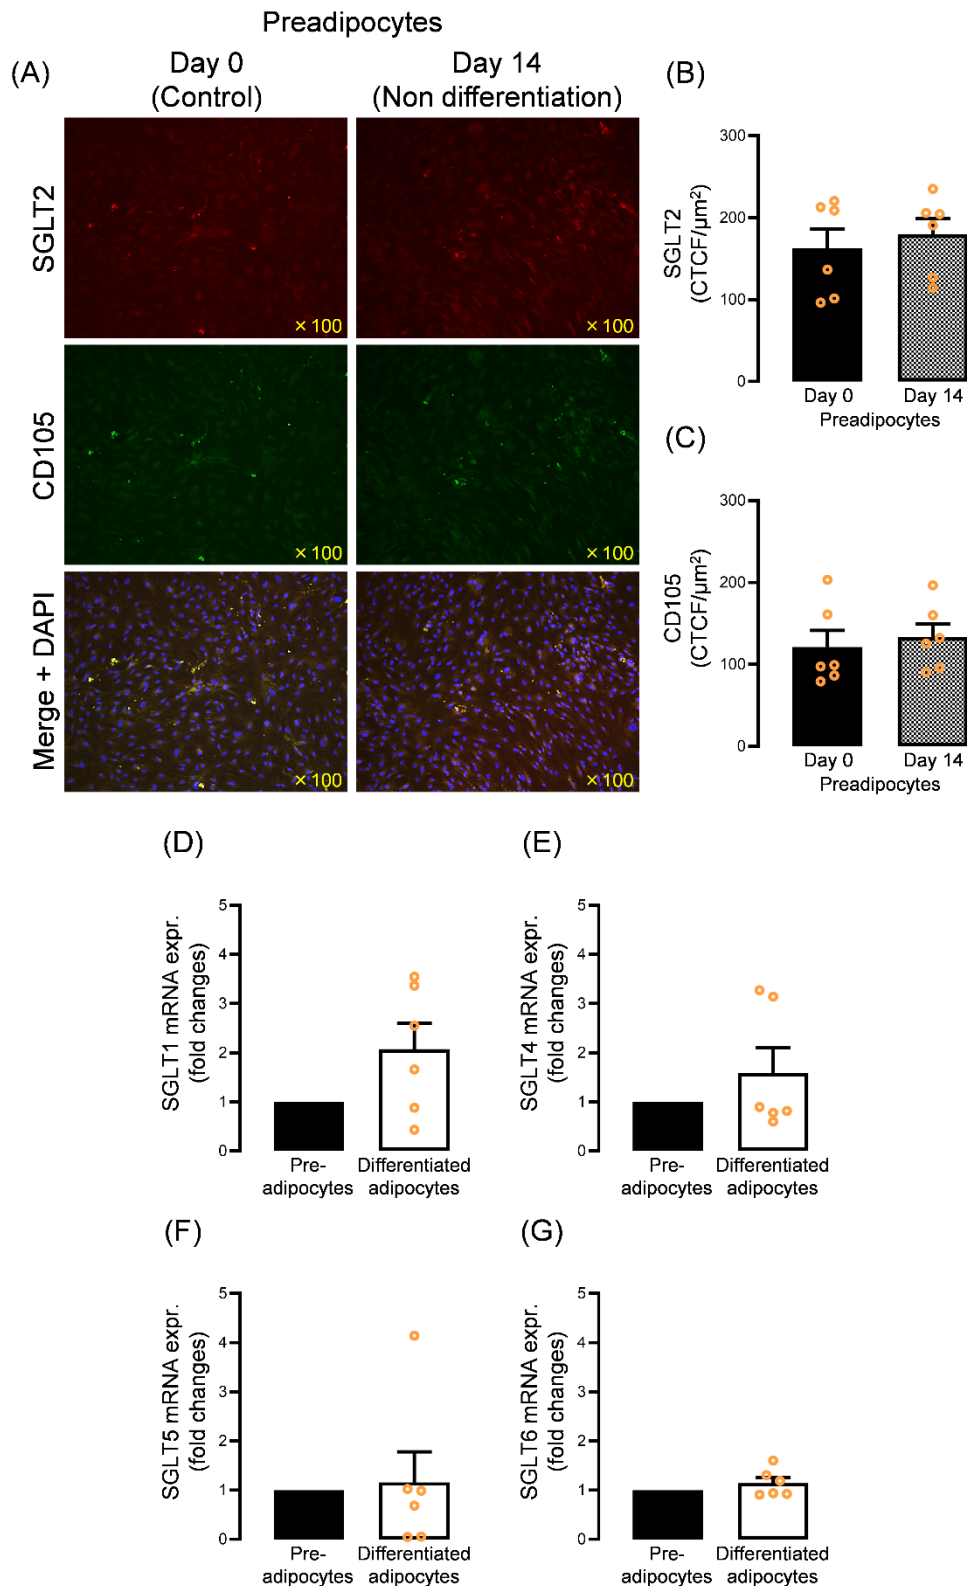 Preadipocytes
(A)
Day 0
(Control)
Day 14
(Non differentiation)
SGLT2
× 100
× 100
CD105
× 100
× 100
Merge + DAPI
× 100
× 100
(B)
SGLT2
(CTCF/µm²)
300
200
100
0
Day 0
Day 14
Preadipocytes
(C)
CD105
(CTCF/µm²)
300
200
100
0
Day 0
Day 14
Preadipocytes
(D)
SGLT1 mRNA expr.
(fold changes)
5
4
3
2
1
0
Pre-
adipocytes
Differentiated
adipocytes
(E)
SGLT4 mRNA expr.
(fold changes)
5
4
3
2
1
0
Pre-
adipocytes
Differentiated
adipocytes
(F)
SGLT5 mRNA expr.
(fold changes)
5
4
3
2
1
0
Pre-
adipocytes
Differentiated
adipocytes
(G)
SGLT6 mRNA expr.
(fold changes)
5
4
3
2
1
0
Pre-
adipocytes
Differentiated
adipocytes